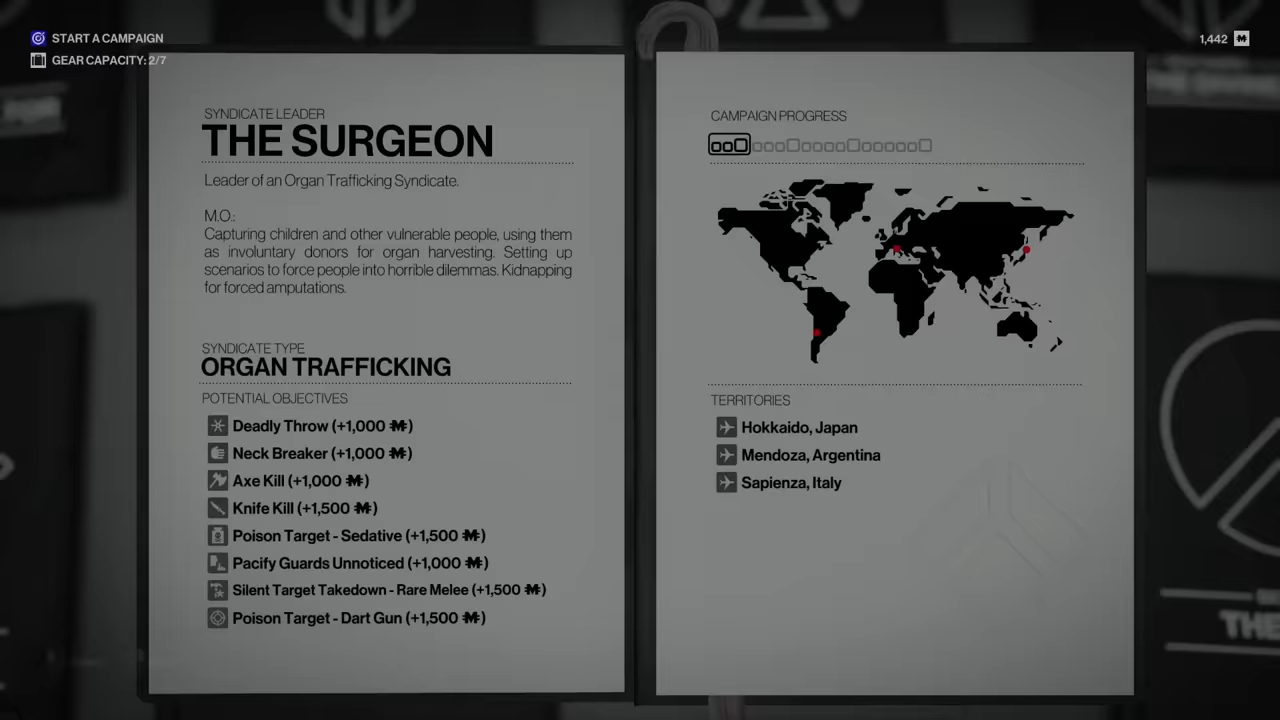 START A CAMPAIGN
GEAR CAPACITY: 2/7
1,442
SYNDICATE LEADER
THE SURGEON
Leader of an Organ Trafficking Syndicate.
M.O.:
Capturing children and other vulnerable people, using them
as involuntary donors for organ harvesting. Setting up
scenarios to force people into horrible dilemmas. Kidnapping
for forced amputations.
SYNDICATE TYPE
ORGAN TRAFFICKING
POTENTIAL OBJECTIVES
Deadly Throw (+1,000)
Neck Breaker (+1,000)
Axe Kill (+1,000)
Knife Kill (+1,500)
Poison Target - Sedative (+1,500)
Pacify Guards Unnoticed (+1,000)
Silent Target Takedown - Rare Melee (+1,500)
Poison Target - Dart Gun (+1,500)
CAMPAIGN PROGRESS
TERRITORIES
Hokkaido, Japan
Mendoza, Argentina
Sapienza, Italy
THE